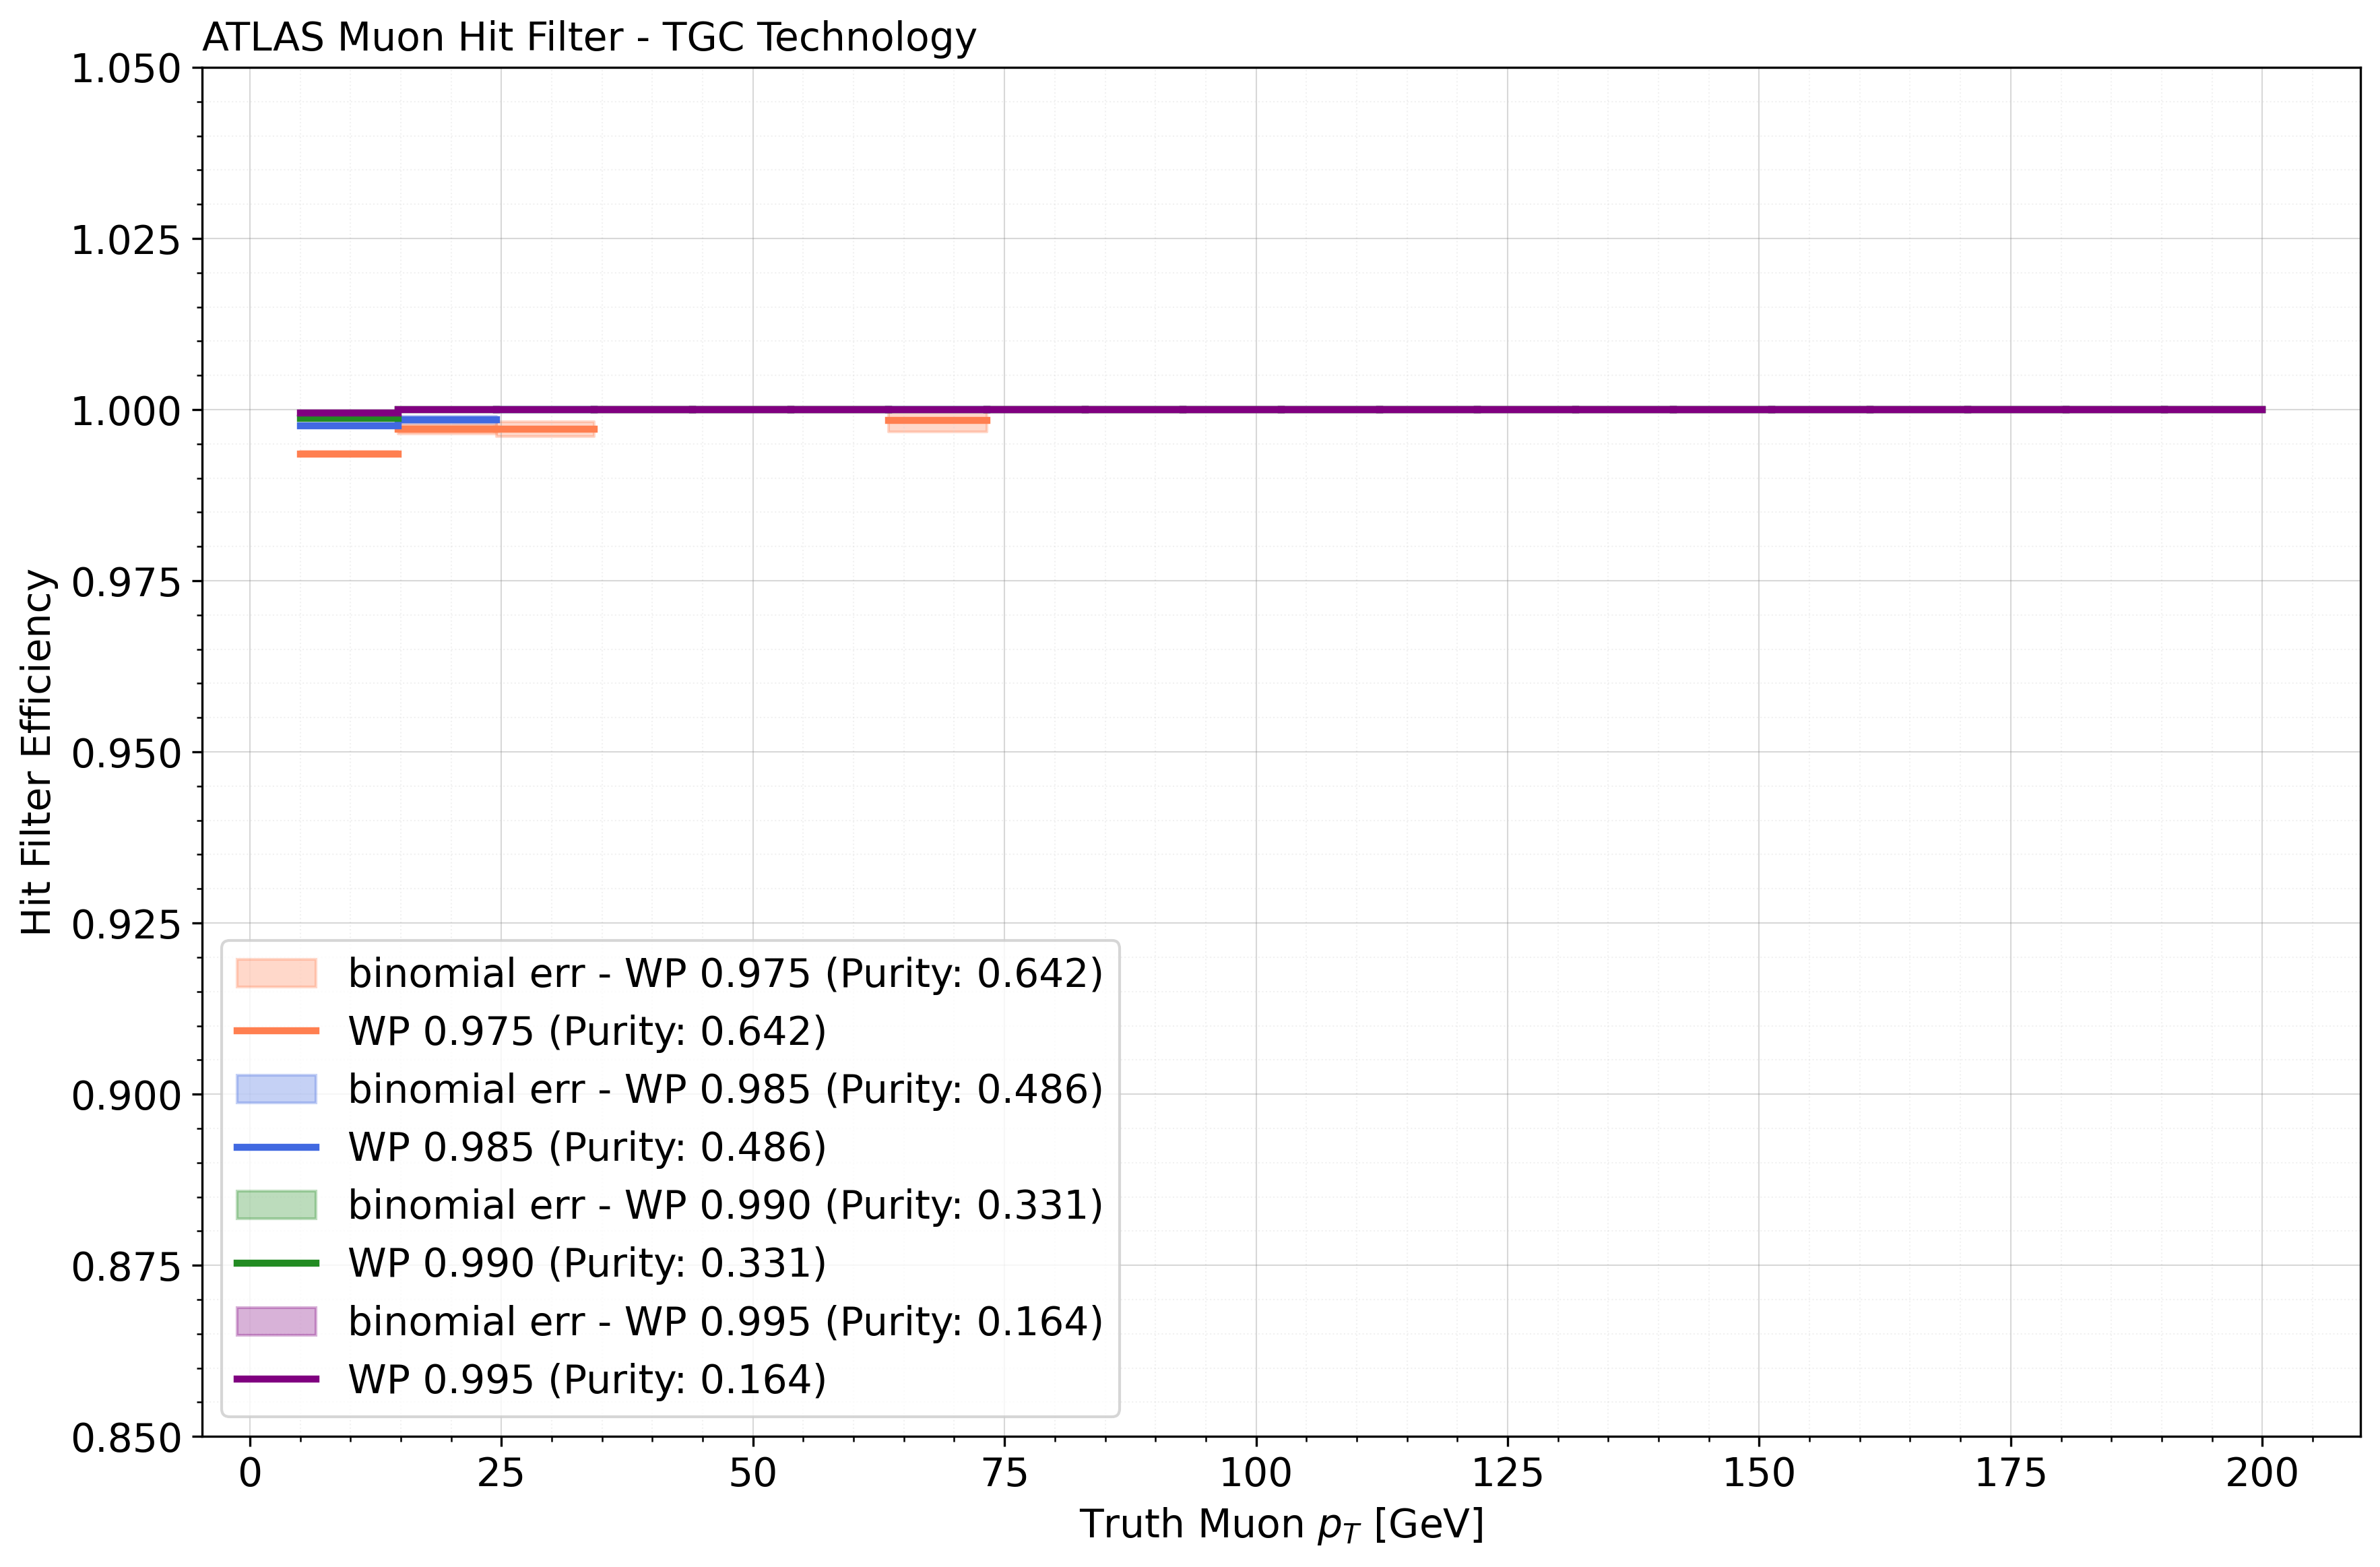 ATLAS Muon Hit Filter - TGC Technology
1.050
1.025
1.000
0.975
0.950
0.925
0.900
0.875
0.850
Hit Filter Efficiency
binomial err - WP 0.975 (Purity: 0.642)
WP 0.975 (Purity: 0.642)
binomial err - WP 0.985 (Purity: 0.486)
WP 0.985 (Purity: 0.486)
binomial err - WP 0.990 (Purity: 0.331)
WP 0.990 (Purity: 0.331)
binomial err - WP 0.995 (Purity: 0.164)
WP 0.995 (Purity: 0.164)
0 25 50 75 100 125 150 175 200
Truth Muon p_T [GeV]